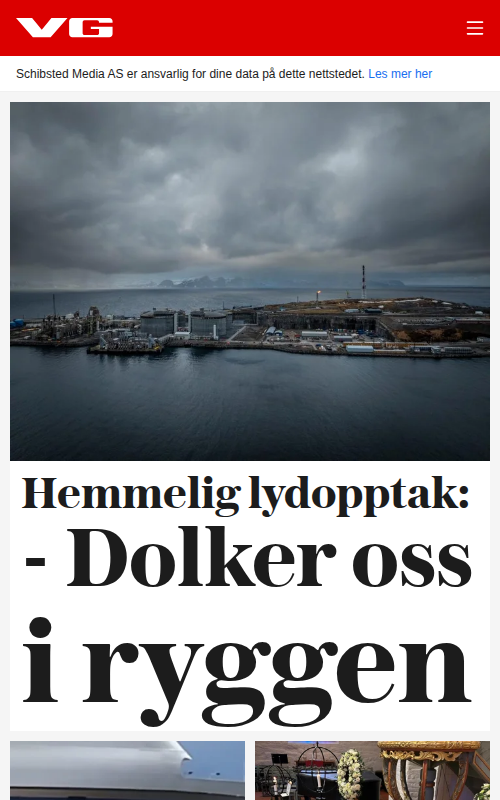 VG
Schibsted Media AS er ansvarlig for dine data på dette nettstedet. Les mer her
Hemmelig lydopptak:
- Dolker oss
i ryggen